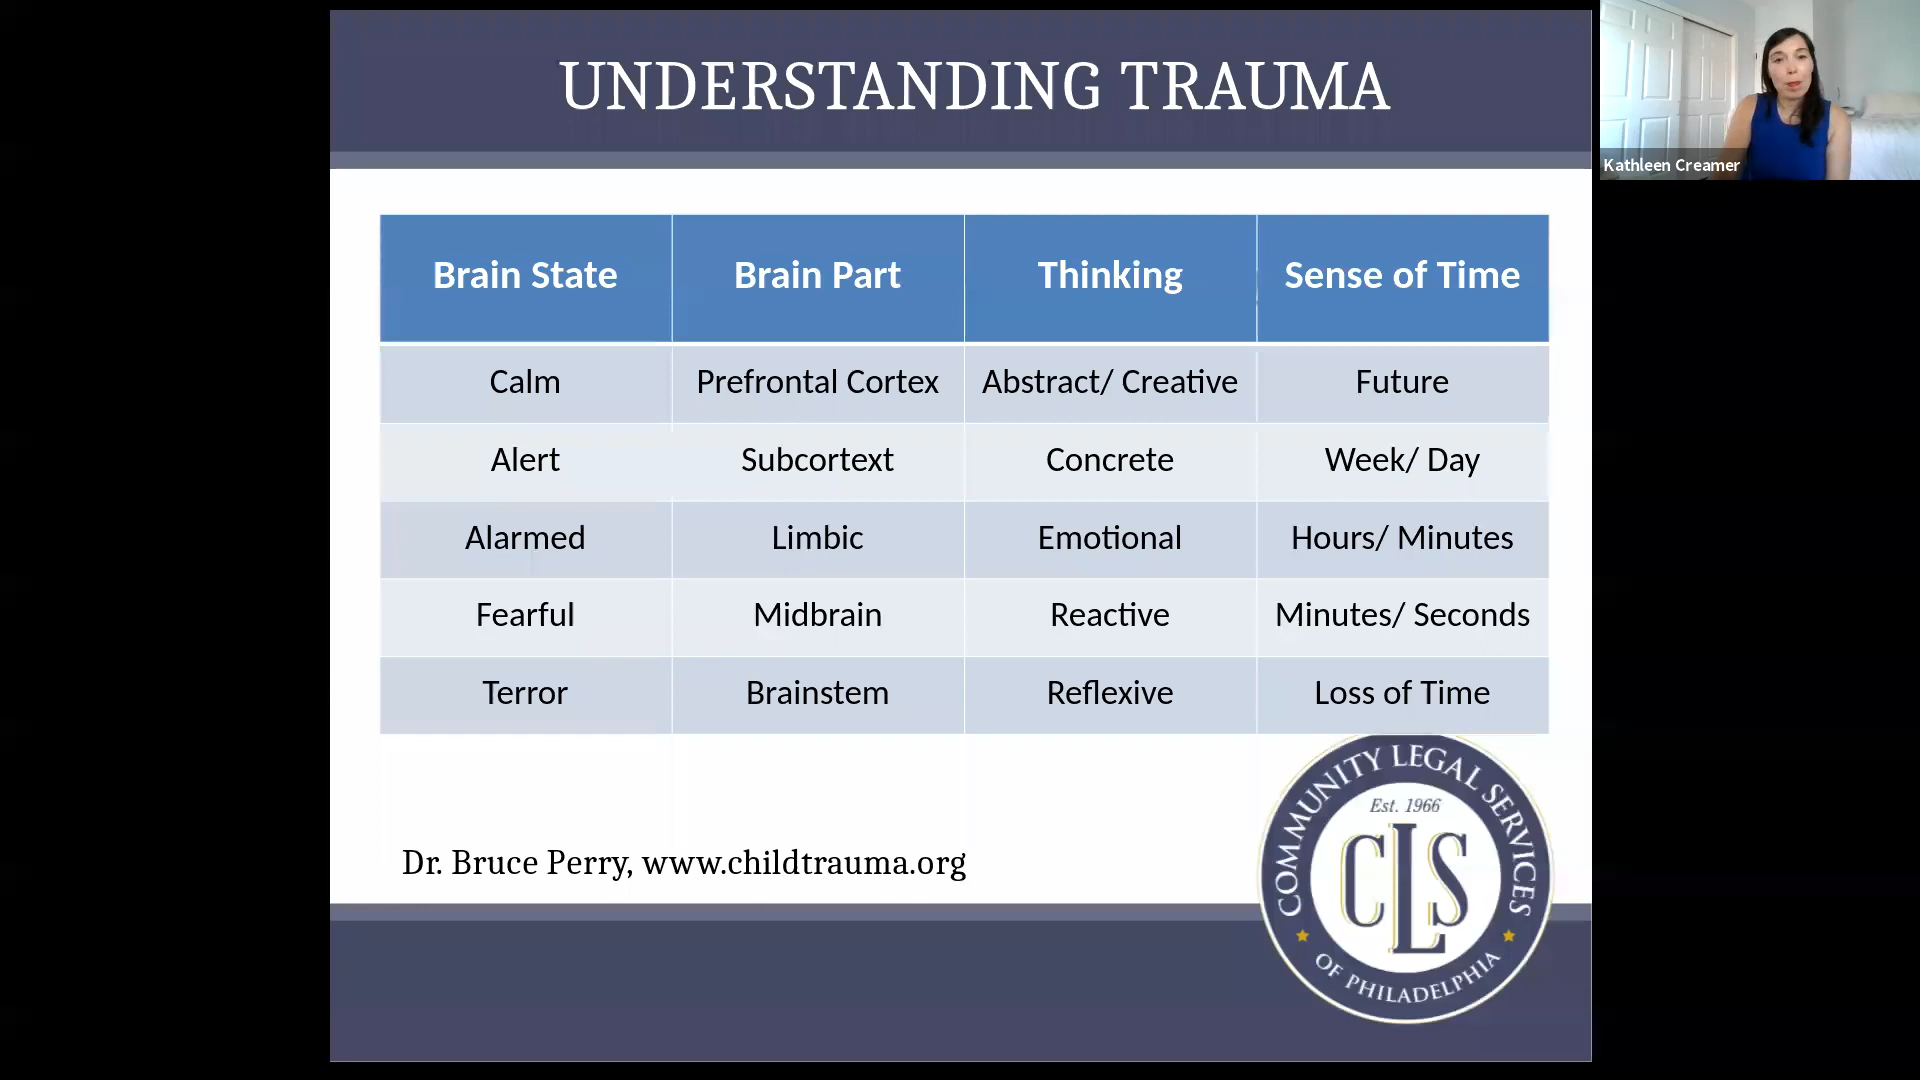 UNDERSTANDING TRAUMA
Kathleen Creamer
Brain State Brain Part Thinking Sense of Time
Calm Prefrontal Cortex Abstract/ Creative Future
Alert Subcortext Concrete Week/ Day
Alarmed Limbic Emotional Hours/ Minutes
Fearful Midbrain Reactive Minutes/ Seconds
Terror Brainstem Reflexive Loss of Time
Dr. Bruce Perry, www.childtrauma.org
COMMUNITY LEGAL SERVICES
Est. 1966
CLS
OF PHILADELPHIA